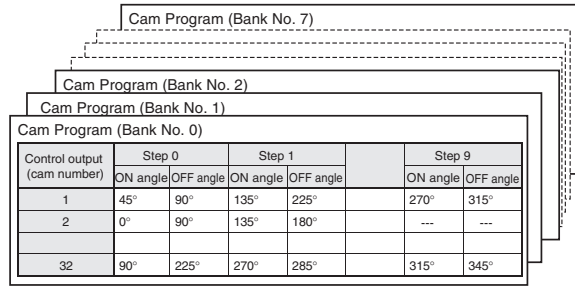 Cam Program (Bank No. 7)
Cam Program (Bank No. 2)
Cam Program (Bank No. 1)
Cam Program (Bank No. 0)
Control output (cam number) Step 0 Step 1 Step 9
ON angle OFF angle ON angle OFF angle ON angle OFF angle
1 45° 90° 135° 225° 270° 315°
2 0° 90° 135° 180° --- ---
32 90° 225° 270° 285° 315° 345°